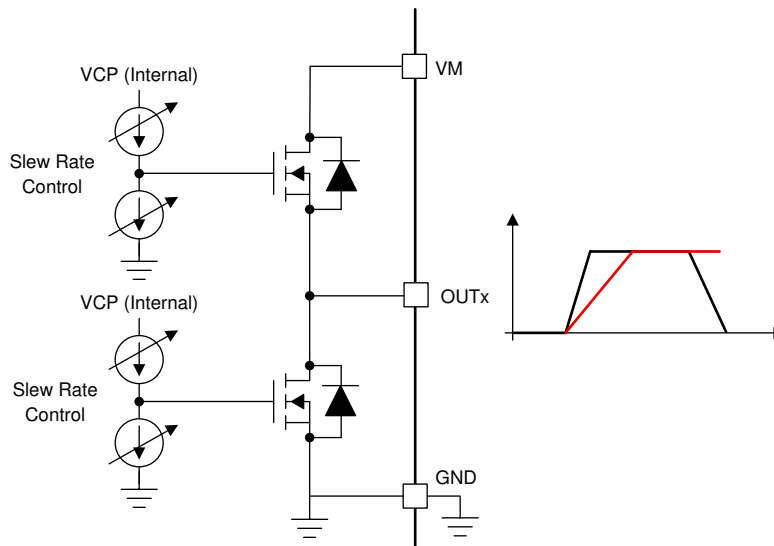 VM
VCP (Internal)
Slew Rate
Control
OUTx
VCP (Internal)
Slew Rate
Control
GND